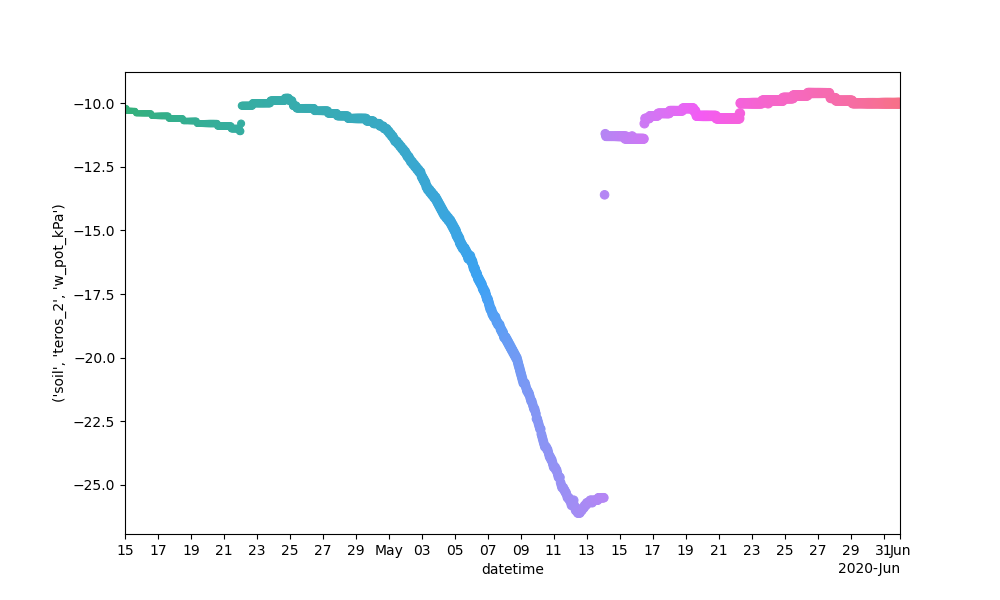 ('soil', 'teros_2', 'w_pot_kPa')
−10.0
−12.5
−15.0
−17.5
−20.0
−22.5
−25.0
15 17 19 21 23 25 27 29 May 03 05 07 09 11 13 15 17 19 21 23 25 27 29 31 Jun
datetime
2020-Jun